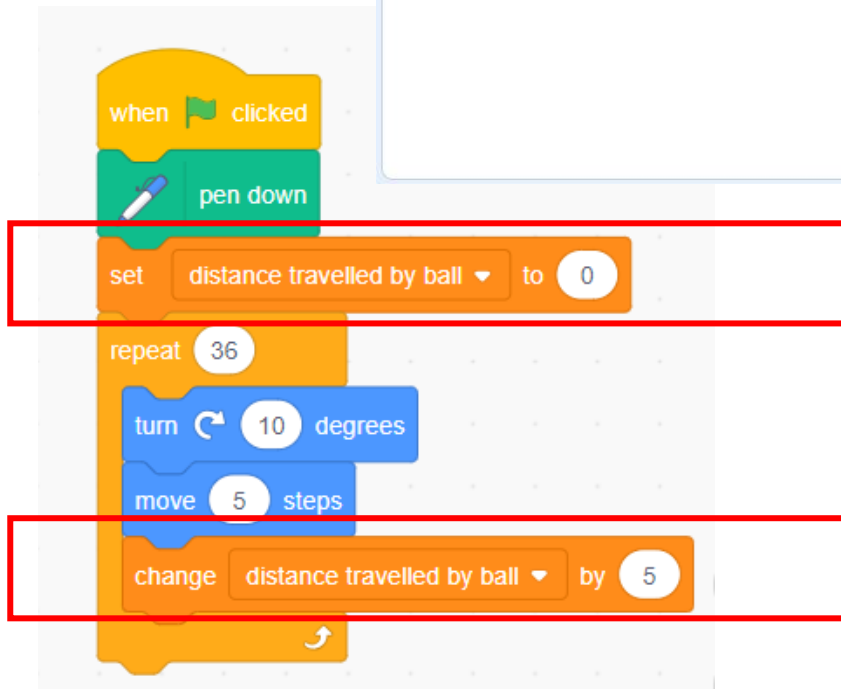 when clicked
pen down
set distance travelled by ball to 0
repeat 36
turn 10 degrees
move 5 steps
change distance travelled by ball by 5